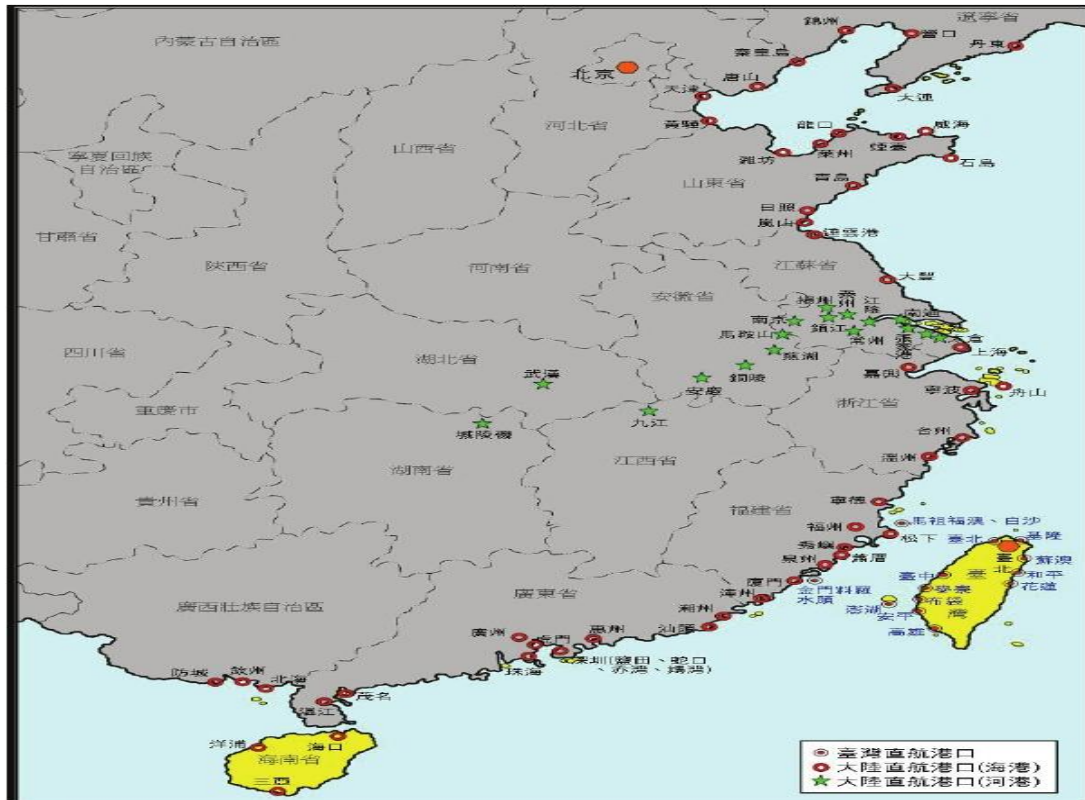 遼寧省
錦州
營口
丹東
內蒙古自治區
秦皇島
北京
唐山
天津
大連
河北省
黃驊
龍口
威海
萊州
煙臺
山西省
寧夏回族
自治區
濰坊
石島
山東省
青島
日照
嵐山
甘肅省
連雲港
陝西省
河南省
江蘇省
大豐
安徽省
揚州
泰州
江陰
南通
南京
鎮江
馬鞍山
常州
張家港
太倉
上海
四川省
湖北省
慈湖
武漢
銅陵
安慶
嘉興
寧波
舟山
重慶市
浙江省
九江
城陵磯
台州
湖南省
江西省
溫州
貴州省
寧德
福建省
福州
馬祖福澳、白沙
松下
臺北
基隆
秀嶼
莆田
泉州
蘇澳
臺北
廈門
臺中
臺灣
和平
金門料羅
水頭
麥寮
花蓮
廣西壯族自治區
廣東省
漳州
澎湖
布袋
安平
潮州
汕頭
高雄
廣州
虎門
惠州
深圳(鹽田、蛇口
、赤灣、媽灣)
珠海
防城
欽州
北海
茂名
湛江
洋浦
海口
海南省
三亞
臺灣直航港口
大陸直航港口(海港)
大陸直航港口(河港)